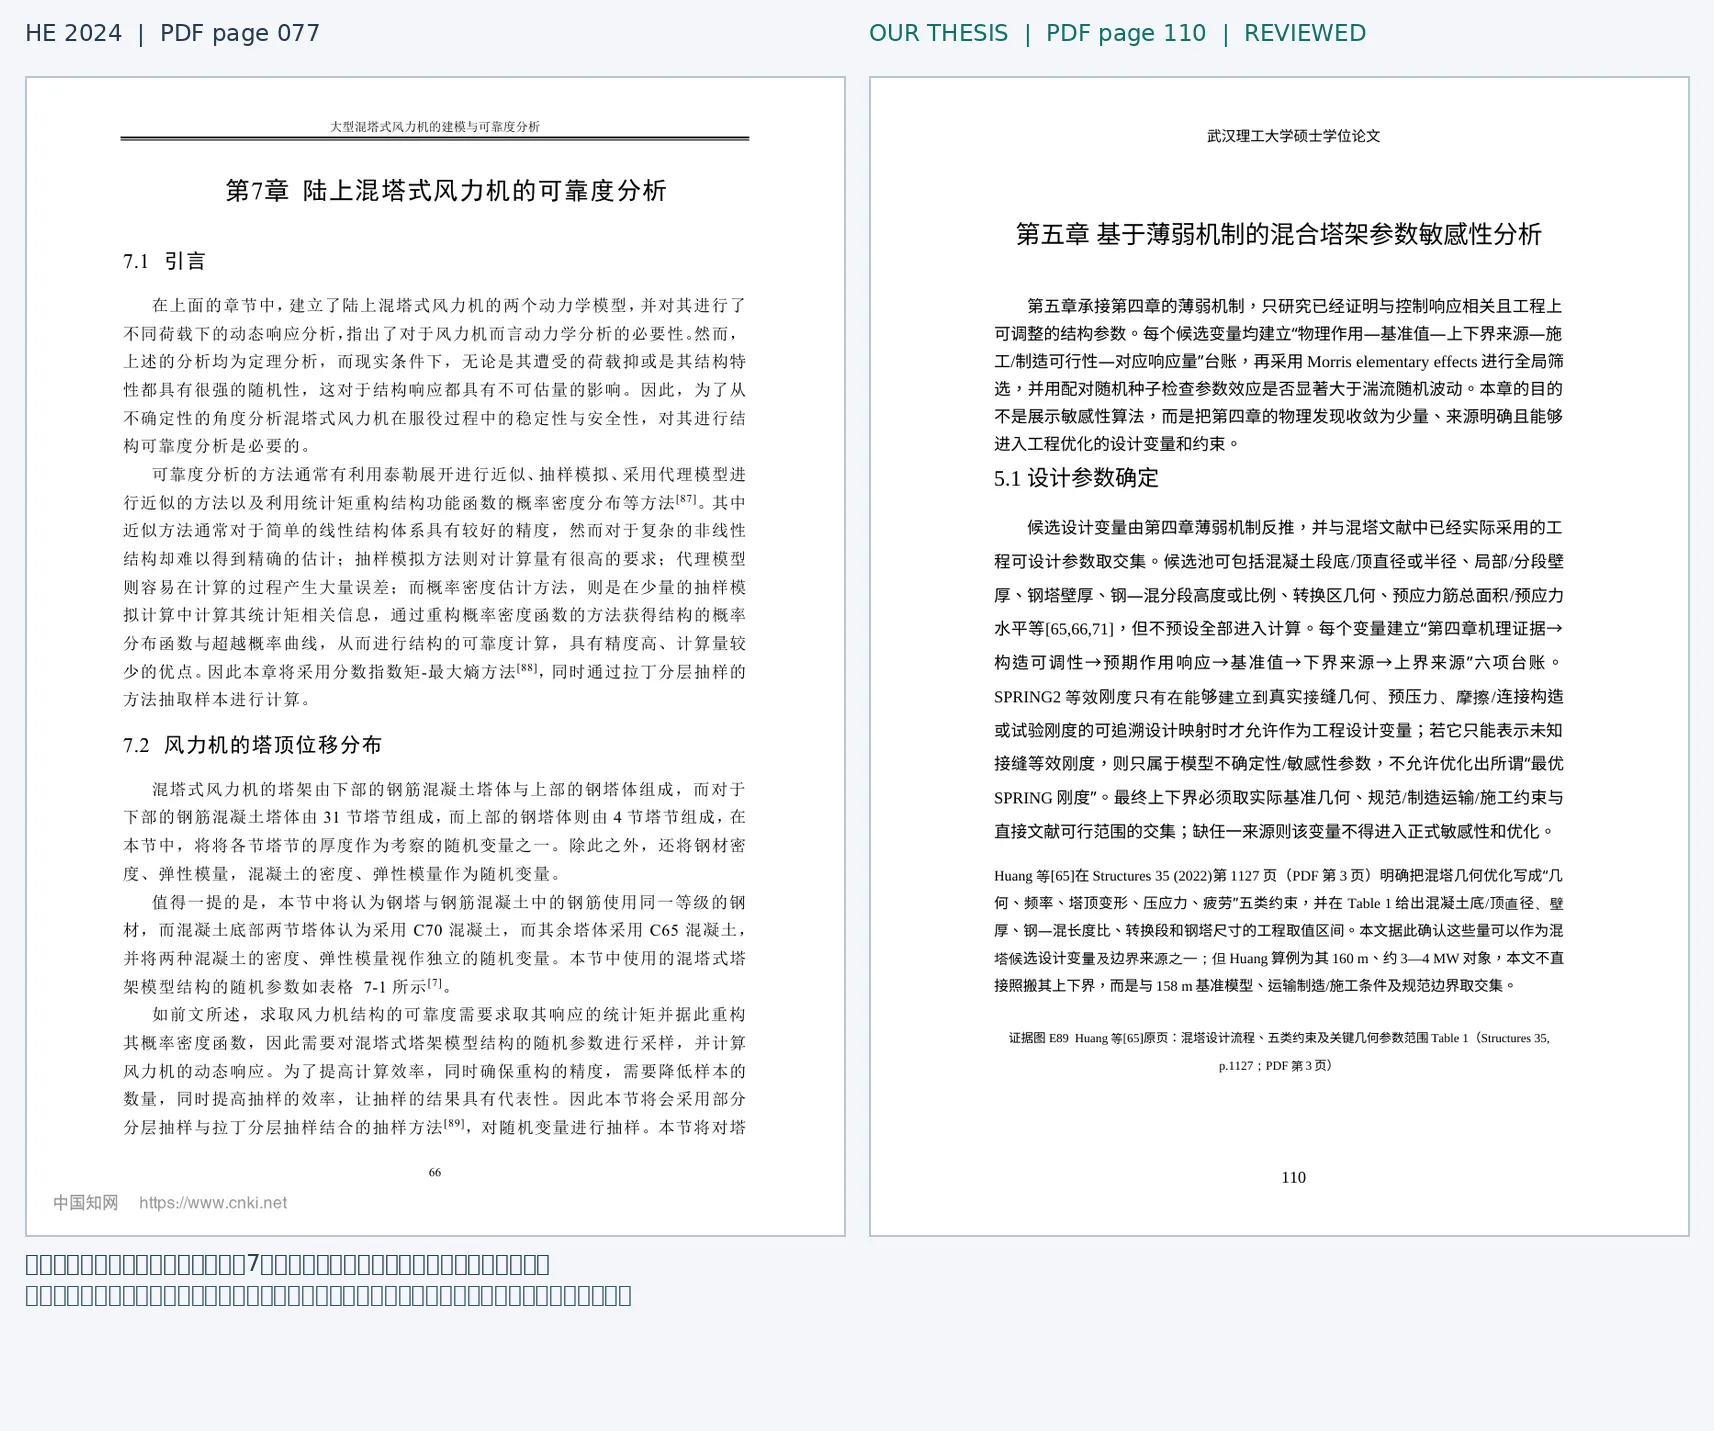 HE 2024 | PDF page 077
大型混塔式风力机的建模与可靠度分析
第7章 陆上混塔式风力机的可靠度分析
7.1 引言
在上面的章节中，建立了陆上混塔式风力机的两个动力学模型，并对其进行了
不同荷载下的动态响应分析，指出了对于风力机而言动力学分析的必要性。然而，
上述的分析均为定理分析，而现实条件下，无论是其遭受的荷载抑或是其结构特
性都具有很强的随机性，这对于结构响应都具有不可估量的影响。因此，为了从
不确定性的角度分析混塔式风力机在服役过程中的稳定性与安全性，对其进行结
构可靠度分析是必要的。
可靠度分析的方法通常有利用泰勒展开进行近似、抽样模拟、采用代理模型进
行近似的方法以及利用统计矩重构结构功能函数的概率密度分布等方法[87]。其中
近似方法通常对于简单的线性结构体系具有较好的精度，然而对于复杂的非线性
结构却难以得到精确的估计；抽样模拟方法则对计算量有很高的要求；代理模型
则容易在计算的过程产生大量误差；而概率密度估计方法，则是在少量的抽样模
拟计算中计算其统计矩相关信息，通过重构概率密度函数的方法获得结构的概率
分布函数与超越概率曲线，从而进行结构的可靠度计算，具有精度高、计算量较
少的优点。因此本章将采用分数指数矩-最大熵方法[88]，同时通过拉丁分层抽样的
方法抽取样本进行计算。
7.2 风力机的塔顶位移分布
混塔式风力机的塔架由下部的钢筋混凝土塔体与上部的钢塔体组成，而对于
下部的钢筋混凝土塔体由 31 节塔节组成，而上部的钢塔体则由 4 节塔节组成，在
本节中，将将各节塔节的厚度作为考察的随机变量之一。除此之外，还将钢材密
度、弹性模量，混凝土的密度、弹性模量作为随机变量。
值得一提的是，本节中将认为钢塔与钢筋混凝土中的钢筋使用同一等级的钢
材，而混凝土底部两节塔体认为采用 C70 混凝土，而其余塔体采用 C65 混凝土，
并将两种混凝土的密度、弹性模量视作独立的随机变量。本节中使用的混塔式塔
架模型结构的随机参数如表格 7-1 所示[7]。
如前文所述，求取风力机结构的可靠度需要求取其响应的统计矩并据此重构
其概率密度函数，因此需要对混塔式塔架模型结构的随机参数进行采样，并计算
风力机的动态响应。为了提高计算效率，同时确保重构的精度，需要降低样本的
数量，同时提高抽样的效率，让抽样的结果具有代表性。因此本节将会采用部分
分层抽样与拉丁分层抽样结合的抽样方法[89]，对随机变量进行抽样。本节将对塔
66
中国知网 https://www.cnki.net
OUR THESIS | PDF page 110 | REVIEWED
武汉理工大学硕士学位论文
第五章 基于薄弱机制的混合塔架参数敏感性分析
第五章承接第四章的薄弱机制，只研究已经证明与控制响应相关且工程上
可调整的结构参数。每个候选变量均建立“物理作用—基准值—上下界来源—施
工/制造可行性—对应响应量”台账，再采用 Morris elementary effects 进行全局筛
选，并用配对随机种子检查参数效应是否显著大于湍流随机波动。本章的目的
不是展示敏感性算法，而是把第四章的物理发现收敛为少量、来源明确且能够
进入工程优化的设计变量和约束。
5.1 设计参数确定
候选设计变量由第四章薄弱机制反推，并与混塔文献中已经实际采用的工
程可设计参数取交集。候选池可包括混凝土段底/顶直径或半径、局部/分段壁
厚、钢塔壁厚、钢—混分段高度或比例、转换区几何、预应力筋总面积/预应力
水平等[65,66,71]，但不预设全部进入计算。每个变量建立“第四章机理证据→
构造可调性→预期作用响应→基准值→下界来源→上界来源”六项台账。
SPRING2 等效刚度只有在能够建立到真实接缝几何、预压力、摩擦/连接构造
或试验刚度的可追溯设计映射时才允许作为工程设计变量；若它只能表示未知
接缝等效刚度，则只属于模型不确定性/敏感性参数，不允许优化出所谓“最优
SPRING 刚度”。最终上下界必须取实际基准几何、规范/制造运输/施工约束与
直接文献可行范围的交集；缺任一来源则该变量不得进入正式敏感性和优化。
Huang 等[65]在 Structures 35 (2022)第 1127 页（PDF 第 3 页）明确把混塔几何优化写成“几
何、频率、塔顶变形、压应力、疲劳”五类约束，并在 Table 1 给出混凝土底/顶直径、壁
厚、钢—混长度比、转换段和钢塔尺寸的工程取值区间。本文据此确认这些量可以作为混
塔候选设计变量及边界来源之一；但 Huang 算例为其 160 m、约 3—4 MW 对象，本文不直
接照搬其上下界，而是与 158 m 基准模型、运输制造/施工条件及规范边界取交集。
证据图 E89 Huang 等[65]原页：混塔设计流程、五类约束及关键几何参数范围 Table 1（Structures 35,
p.1127；PDF 第 3 页）
110